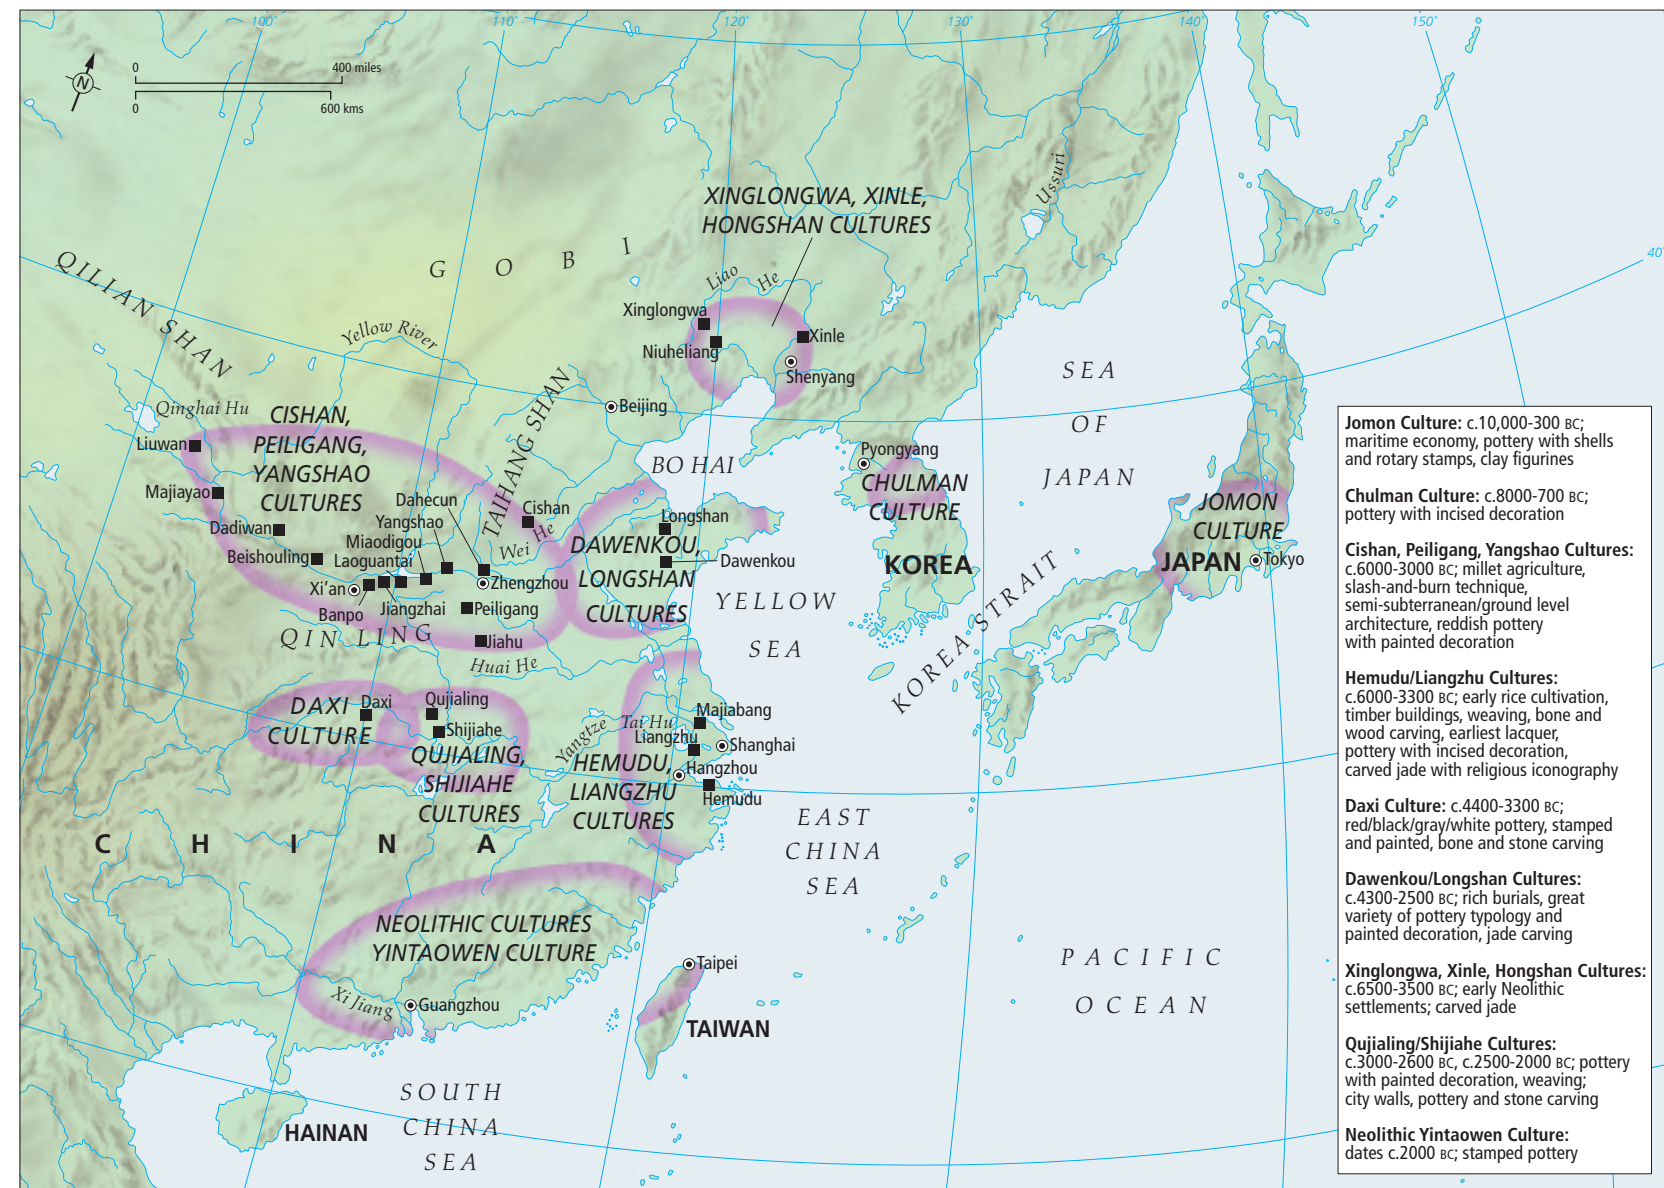 100°
110°
120°
130°
140°
150°
N
0
400 miles
0
600 kms
40°
XINGLONGWA, XINLE,
HONGSHAN CULTURES
Ussuri
GOBI
QILIAN SHAN
Liao He
Xinglongwa
Niuheliang
Xinle
Shenyang
Yellow River
Beijing
TAIHANG SHAN
Qinghai Hu
CISHAN,
PEILIGANG,
YANGSHAO
CULTURES
Liuwan
Majiayao
Dadiwan
Beishouling
Dahecun
Yangshao
Miaodigou
Laoguantai
Cishan
Wei He
Zhengzhou
Xi'an
Banpo
Jiangzhai
Peiligang
Jiahu
QIN LING
Huai He
BO HAI
Longshan
DAWENKOU,
LONGSHAN
CULTURES
Dawenkou
Pyongyang
CHULMAN
CULTURE
KOREA
SEA
OF
JAPAN
JOMON
CULTURE
JAPAN
Tokyo
YELLOW
SEA
KOREA STRAIT
DAXI
CULTURE
Daxi
Qujialing
Shijiahe
QUJIALING,
SHIJIAHE
CULTURES
Yangtze
Tai Hu
Majiabang
Liangzhu
Shanghai
Hangzhou
Hemudu
HEMUDU,
LIANGZHU
CULTURES
CHINA
EAST
CHINA
SEA
NEOLITHIC CULTURES
YINTAOWEN CULTURE
Xi Jiang
Guangzhou
Taipei
TAIWAN
PACIFIC
OCEAN
HAINAN
SOUTH
CHINA
SEA
Jomon Culture: c.10,000-300 BC;
maritime economy, pottery with shells
and rotary stamps, clay figurines
Chulman Culture: c.8000-700 BC;
pottery with incised decoration
Cishan, Peiligang, Yangshao Cultures:
c.6000-3000 BC; millet agriculture,
slash-and-burn technique,
semi-subterranean/ground level
architecture, reddish pottery
with painted decoration
Hemudu/Liangzhu Cultures:
c.6000-3300 BC; early rice cultivation,
timber buildings, weaving, bone and
wood carving, earliest lacquer,
pottery with incised decoration,
carved jade with religious iconography
Daxi Culture: c.4400-3300 BC;
red/black/gray/white pottery, stamped
and painted, bone and stone carving
Dawenkou/Longshan Cultures:
c.4300-2500 BC; rich burials, great
variety of pottery typology and
painted decoration, jade carving
Xinglongwa, Xinle, Hongshan Cultures:
c.6500-3500 BC; early Neolithic
settlements; carved jade
Qujialing/Shijiahe Cultures:
c.3000-2600 BC, c.2500-2000 BC; pottery
with painted decoration, weaving;
city walls, pottery and stone carving
Neolithic Yintaowen Culture:
dates c.2000 BC; stamped pottery